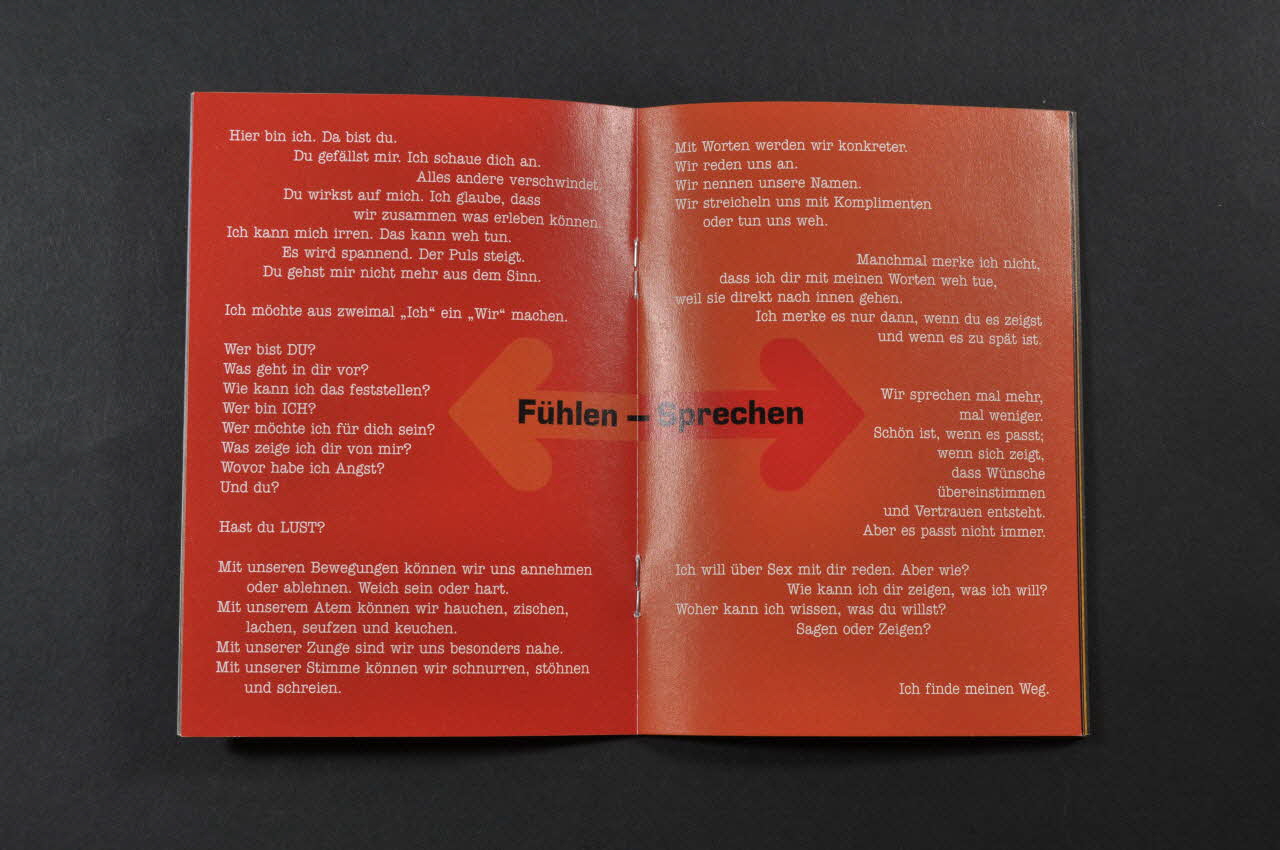 Hier bin ich. Da bist du.
Du gefällst mir. Ich schaue dich an.
Alles andere verschwindet.
Du wirkst auf mich. Ich glaube, dass
wir zusammen was erleben können.
Ich kann mich irren. Das kann weh tun.
Es wird spannend. Der Puls steigt.
Du gehst mir nicht mehr aus dem Sinn.
Ich möchte aus zweimal „Ich“ ein „Wir“ machen.
Wer bist DU?
Was geht in dir vor?
Wie kann ich das feststellen?
Wer bin ICH?
Wer möchte ich für dich sein?
Was zeige ich dir von mir?
Wovor habe ich Angst?
Und du?
Hast du LUST?
Mit unseren Bewegungen können wir uns annehmen
oder ablehnen. Weich sein oder hart.
Mit unserem Atem können wir hauchen, zischen,
lachen, seufzen und keuchen.
Mit unserer Zunge sind wir uns besonders nahe.
Mit unserer Stimme können wir schnurren, stöhnen
und schreien.
Fühlen – Sprechen
Mit Worten werden wir konkreter.
Wir reden uns an.
Wir nennen unsere Namen.
Wir streicheln uns mit Komplimenten
oder tun uns weh.
Manchmal merke ich nicht,
dass ich dir mit meinen Worten weh tue,
weil sie direkt nach innen gehen.
Ich merke es nur dann, wenn du es zeigst
und wenn es zu spät ist.
Wir sprechen mal mehr,
mal weniger.
Schön ist, wenn es passt;
wenn sich zeigt,
dass Wünsche
übereinstimmen
und Vertrauen entsteht.
Aber es passt nicht immer.
Ich will über Sex mit dir reden. Aber wie?
Wie kann ich dir zeigen, was ich will?
Woher kann ich wissen, was du willst?
Sagen oder Zeigen?
Ich finde meinen Weg.